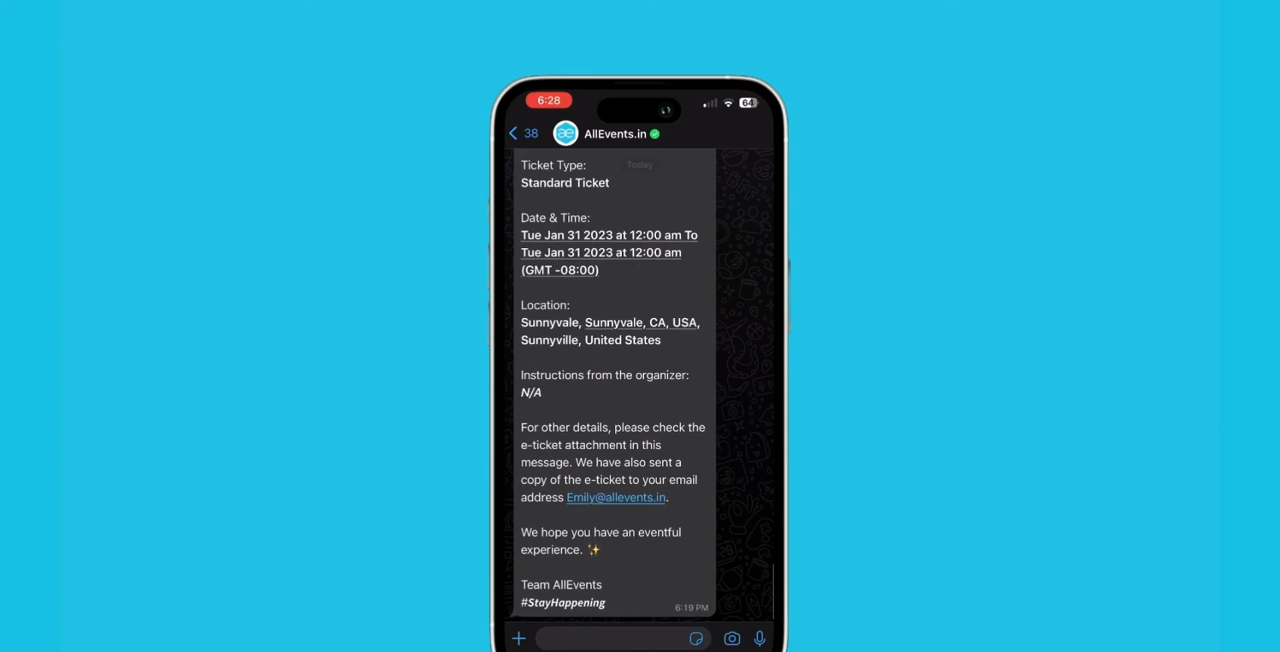 6:28
64
38
æe
AllEvents.in
Today
Ticket Type:
Standard Ticket
Date & Time:
Tue Jan 31 2023 at 12:00 am To
Tue Jan 31 2023 at 12:00 am
(GMT -08:00)
Location:
Sunnyvale, Sunnyvale, CA, USA,
Sunnyville, United States
Instructions from the organizer:
N/A
For other details, please check the
e-ticket attachment in this
message. We have also sent a
copy of the e-ticket to your email
address Emily@allevents.in.
We hope you have an eventful
experience. ✨
Team AllEvents
#StayHappening
6:19 PM